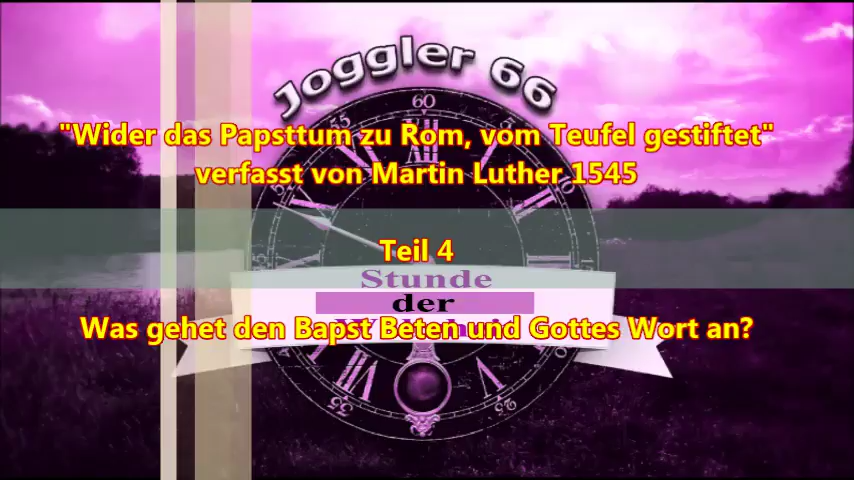 Joggler 66
60
"Wider das Papsttum zu Rom, vom Teufel gestiftet"
verfasst von Martin Luther 1545
Teil 4
Stunde
der
Was gehet den Bapst Beten und Gottes Wort an?